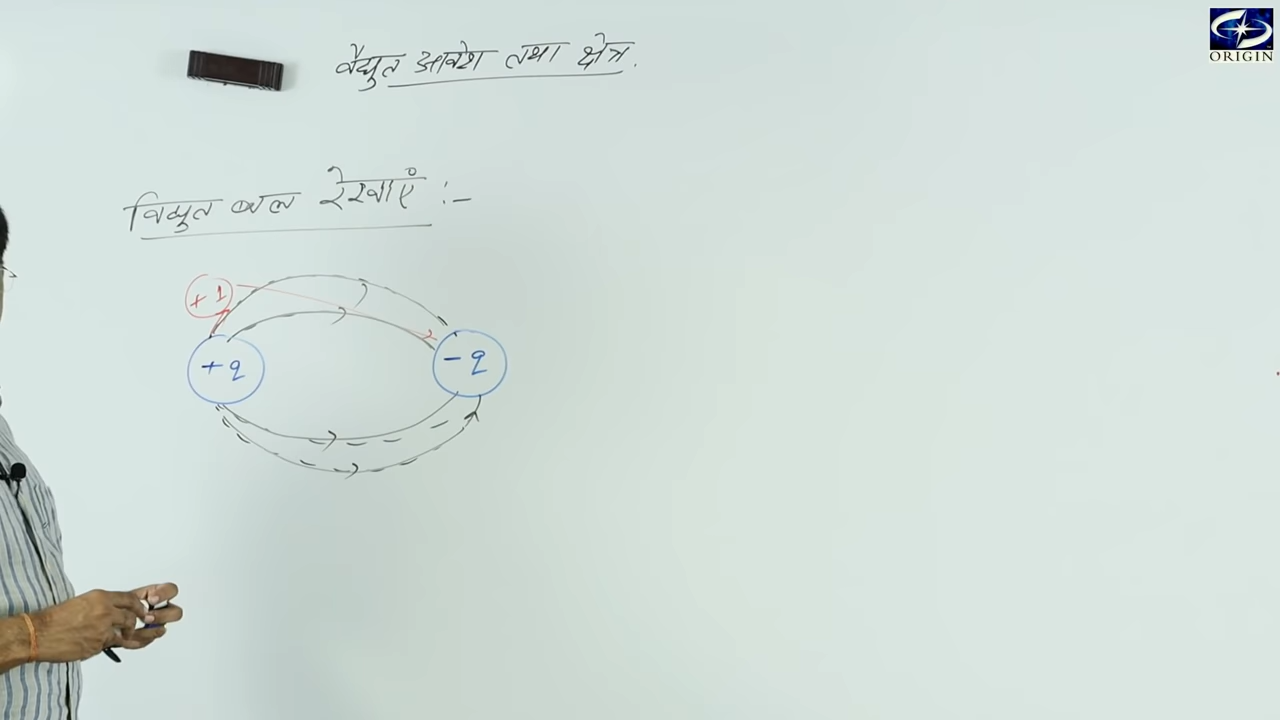 वैद्युत आवेश तथा क्षेत्र.
विद्युत बल रेखाएं :-
+1
+q
-q
ORIGIN